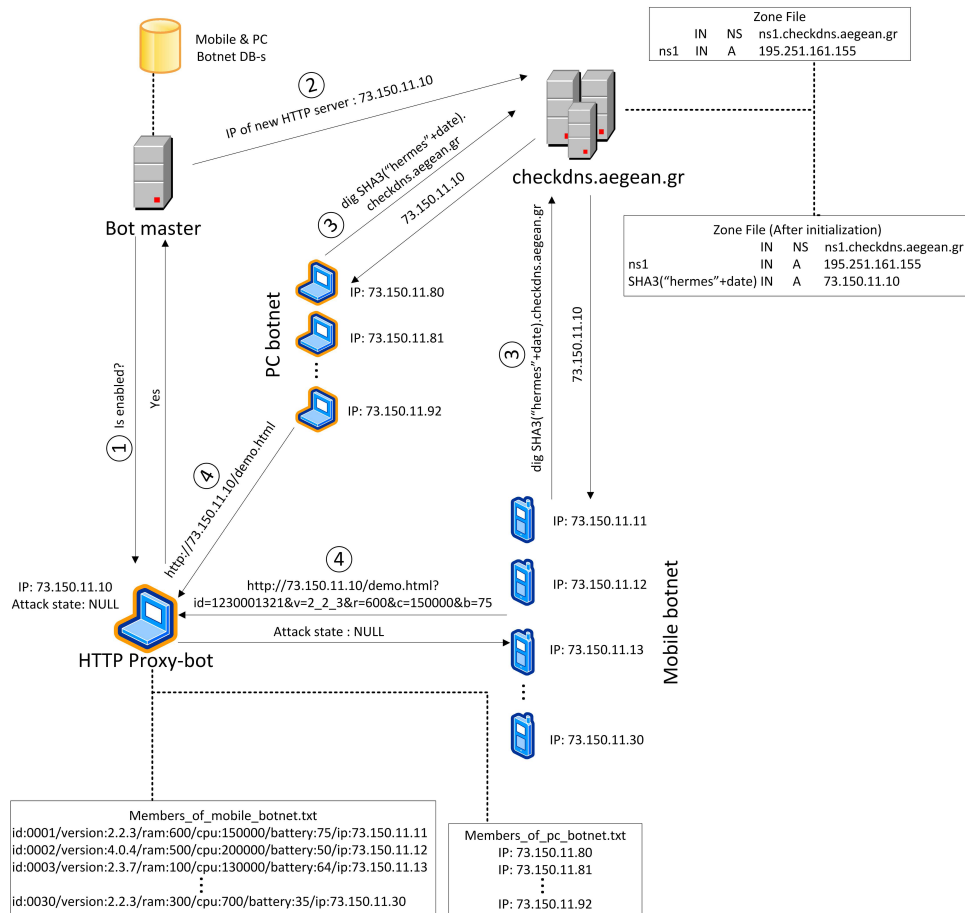 Mobile & PC
Botnet DB-s
Zone File
IN NS ns1.checkdns.aegean.gr
ns1 IN A 195.251.161.155
2
IP of new HTTP server : 73.150.11.10
checkdns.aegean.gr
Bot master
3
dig SHA3("hermes"+date).
checkdns.aegean.gr
73.150.11.10
Zone File (After initialization)
IN NS ns1.checkdns.aegean.gr
ns1 IN A 195.251.161.155
SHA3("hermes"+date) IN A 73.150.11.10
PC botnet
IP: 73.150.11.80
IP: 73.150.11.81
IP: 73.150.11.92
3
dig SHA3("hermes"+date).checkdns.aegean.gr
73.150.11.10
1
Is enabled?
Yes
4
http://73.150.11.10/demo.html
Mobile botnet
IP: 73.150.11.11
IP: 73.150.11.12
IP: 73.150.11.13
IP: 73.150.11.30
4
http://73.150.11.10/demo.html?
id=1230001321&v=2_2_3&r=600&c=150000&b=75
Attack state : NULL
IP: 73.150.11.10
Attack state: NULL
HTTP Proxy-bot
Members_of_mobile_botnet.txt
id:0001/version:2.2.3/ram:600/cpu:150000/battery:75/ip:73.150.11.11
id:0002/version:4.0.4/ram:500/cpu:200000/battery:50/ip:73.150.11.12
id:0003/version:2.3.7/ram:100/cpu:130000/battery:64/ip:73.150.11.13
id:0030/version:2.2.3/ram:300/cpu:700/battery:35/ip:73.150.11.30
Members_of_pc_botnet.txt
IP: 73.150.11.80
IP: 73.150.11.81
IP: 73.150.11.92